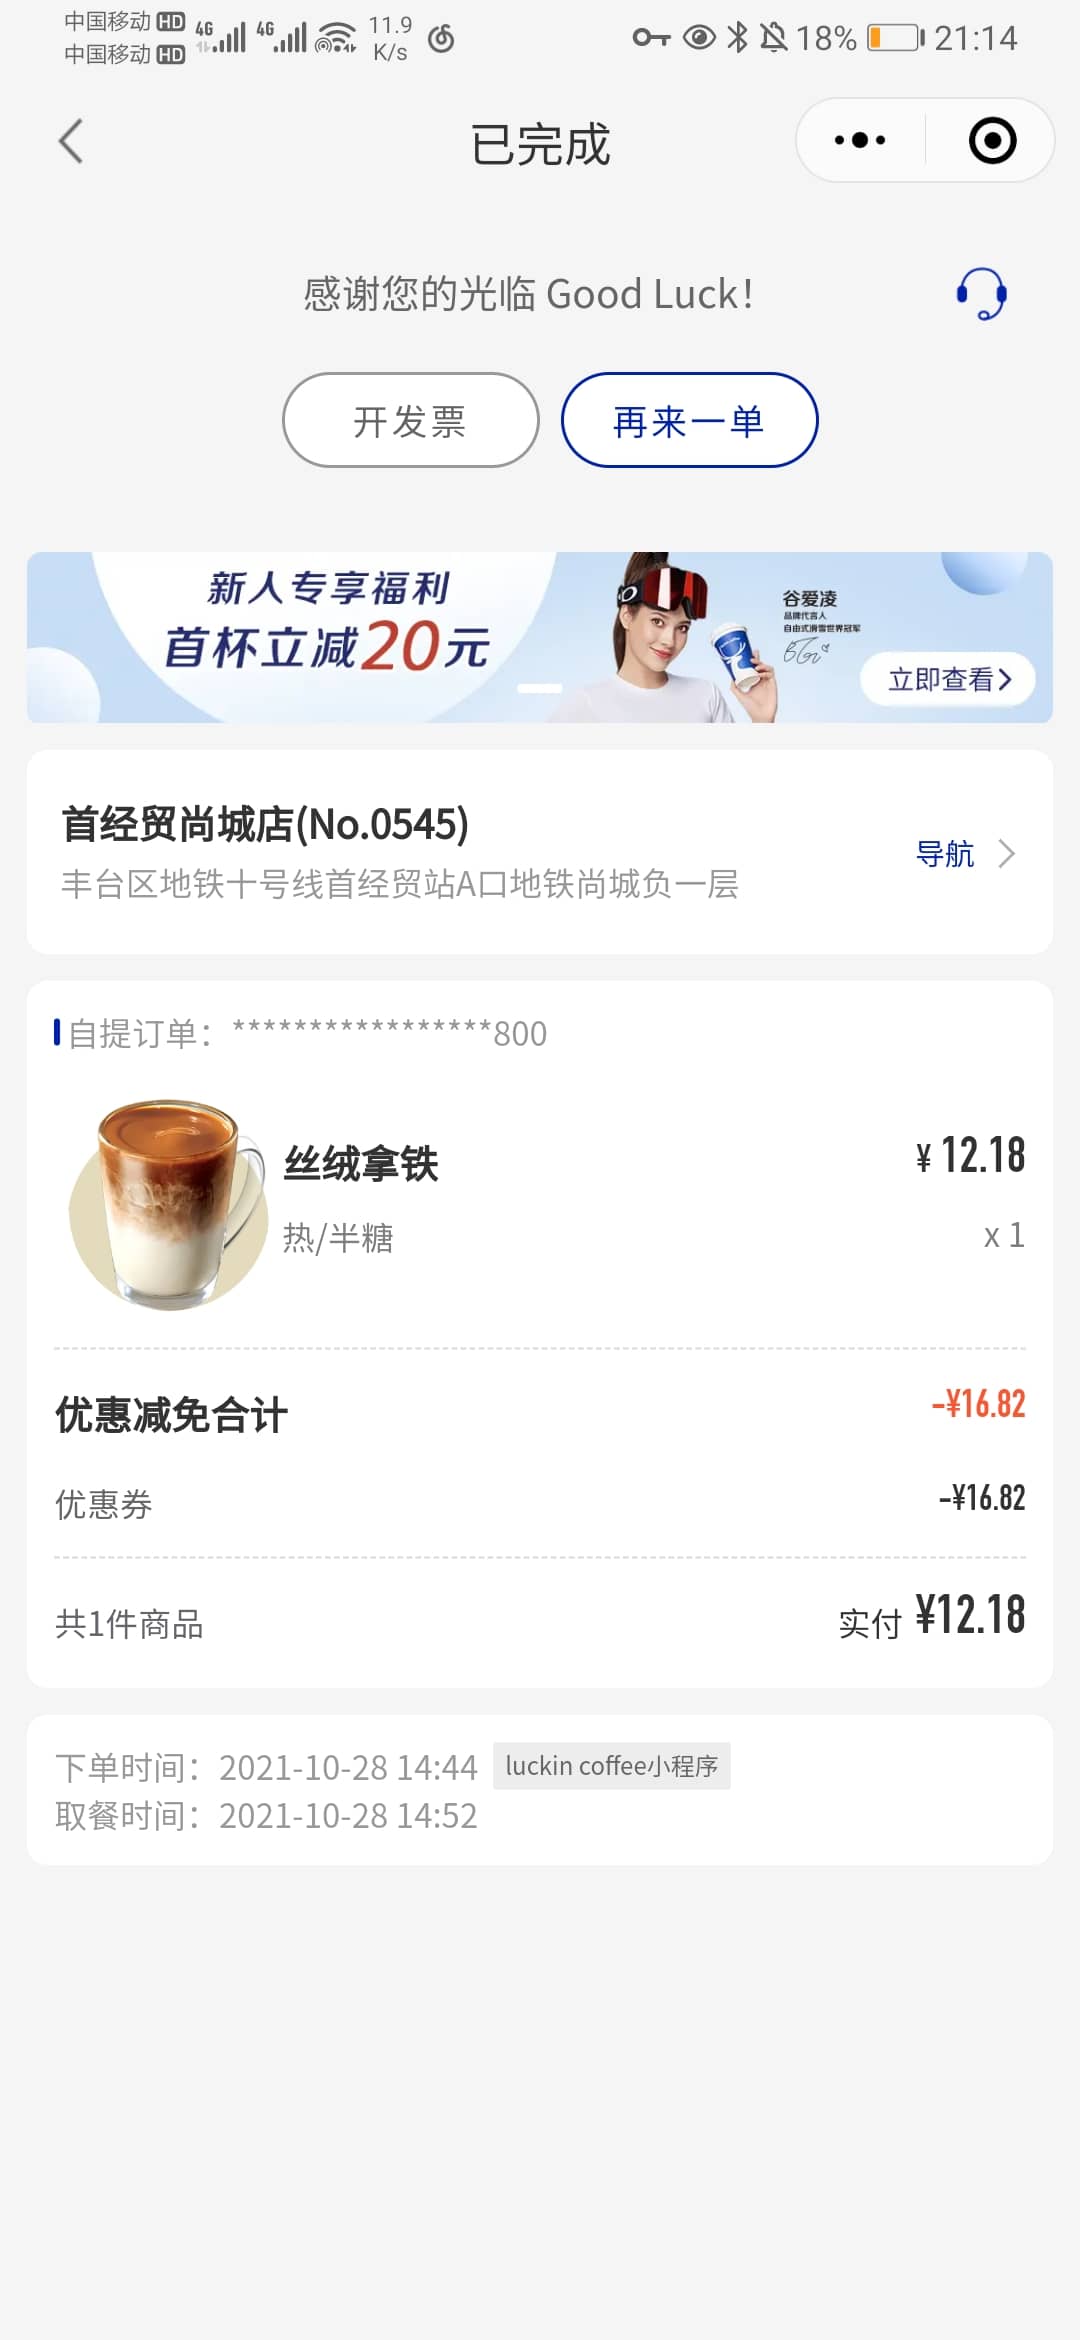 中国移动 HD 4G 4G 11.9 K/s 18% 21:14
中国移动 HD
已完成
感谢您的光临 Good Luck!
开发票 再来一单
新人专享福利
首杯立减20元
谷爱凌
品牌代言人
自由式滑雪世界冠军
立即查看
首经贸尚城店(No.0545)
丰台区地铁十号线首经贸站A口地铁尚城负一层
导航
自提订单：*****************800
丝绒拿铁 ¥ 12.18
热/半糖 x 1
优惠减免合计 -¥16.82
优惠券 -¥16.82
共1件商品 实付 ¥12.18
下单时间：2021-10-28 14:44 luckin coffee小程序
取餐时间：2021-10-28 14:52